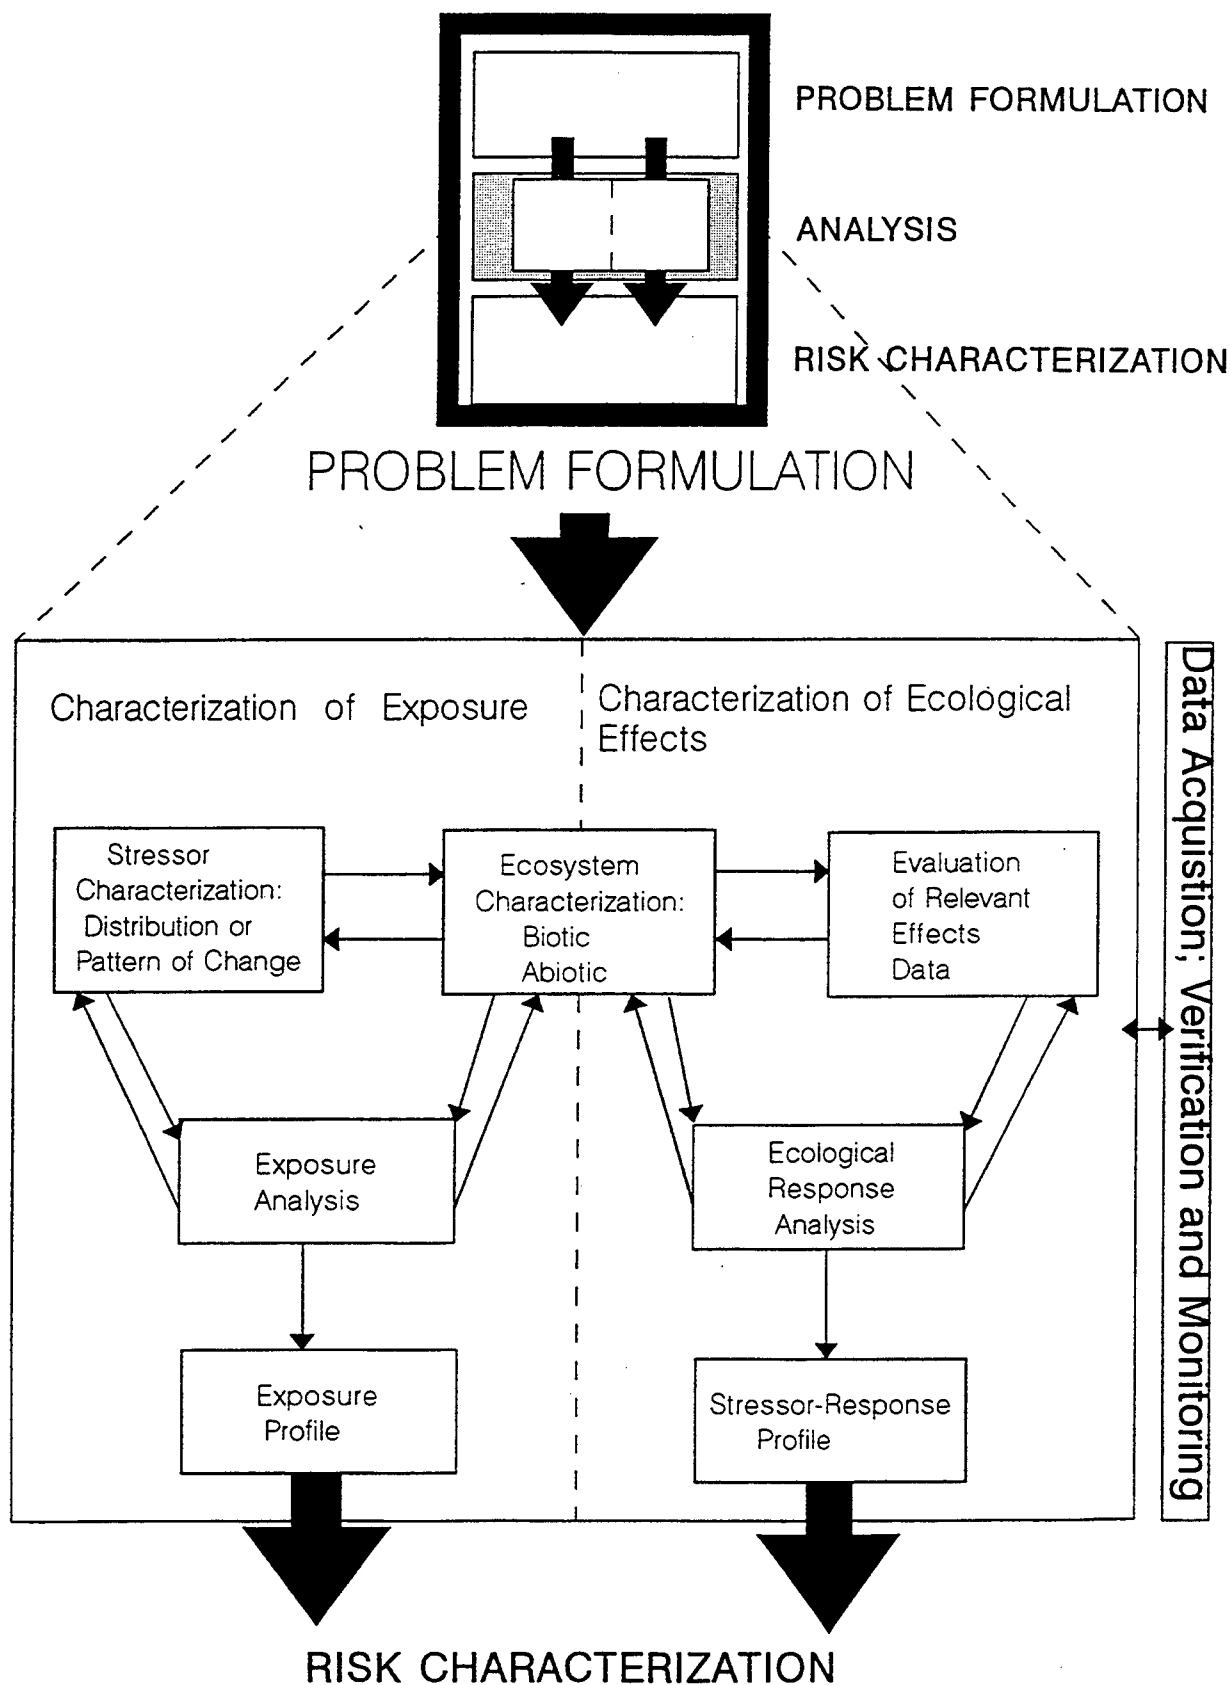 PROBLEM FORMULATION
ANALYSIS
RISK CHARACTERIZATION
PROBLEM FORMULATION
Characterization of Exposure
Characterization of Ecological
Effects
Stressor
Characterization:
Distribution or
Pattern of Change
Ecosystem
Characterization:
Biotic
Abiotic
Evaluation
of Relevant
Effects
Data
Exposure
Analysis
Ecological
Response
Analysis
Exposure
Profile
Stressor-Response
Profile
Data Acquistion; Verification and Monitoring
RISK CHARACTERIZATION